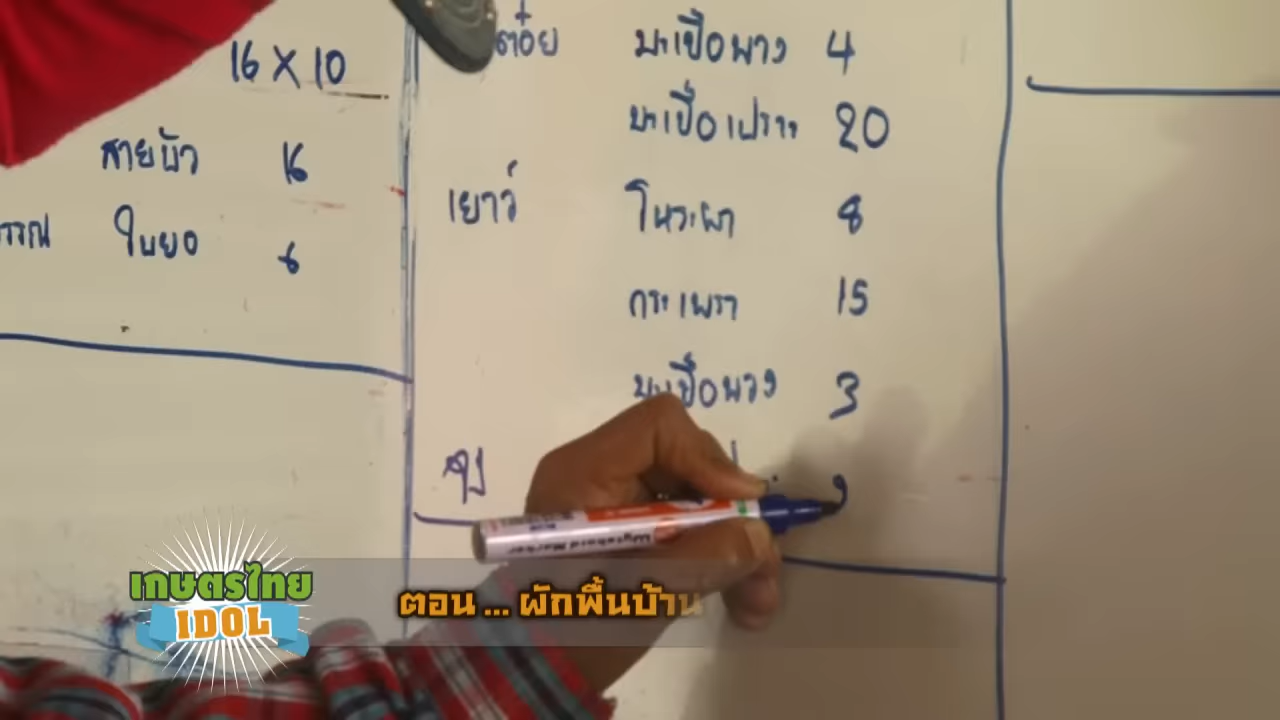 16 X 10
สายบัว 16
ใบยอ 6
ต๋อย มะเขือพวง 4
มะเขือเปราะ 20
เยาว์ โหระพา 8
กระเพรา 15
มะเขือพวง 3
Whiteboard Marker
เกษตรไทย
IDOL
ตอน ... ผักพื้นบ้าน